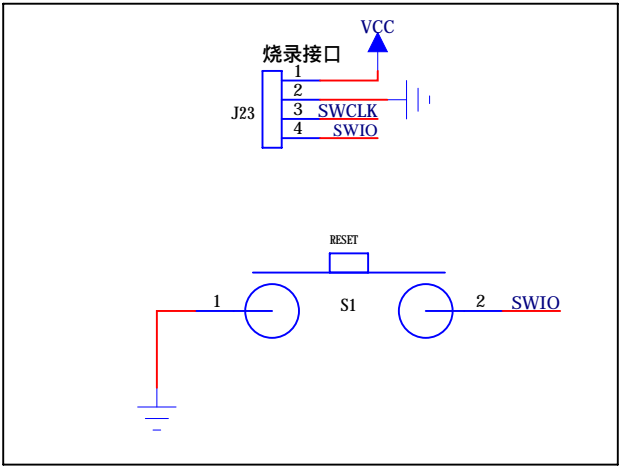 VCC
烧录接口
1
2
J23
3 SWCLK
4 SWIO
RESET
1
S1
2 SWIO